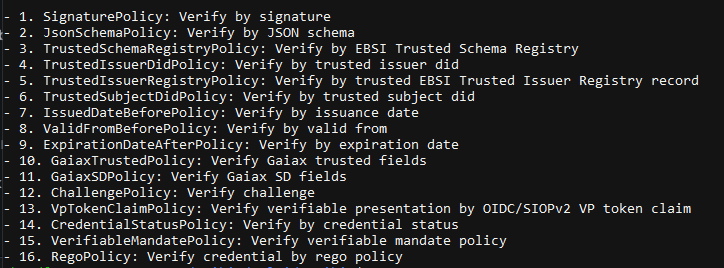 - 1. SignaturePolicy: Verify by signature
- 2. JsonSchemaPolicy: Verify by JSON schema
- 3. TrustedSchemaRegistryPolicy: Verify by EBSI Trusted Schema Registry
- 4. TrustedIssuerDidPolicy: Verify by trusted issuer did
- 5. TrustedIssuerRegistryPolicy: Verify by trusted EBSI Trusted Issuer Registry record
- 6. TrustedSubjectDidPolicy: Verify by trusted subject did
- 7. IssuedDateBeforePolicy: Verify by issuance date
- 8. ValidFromBeforePolicy: Verify by valid from
- 9. ExpirationDateAfterPolicy: Verify by expiration date
- 10. GaiaxTrustedPolicy: Verify Gaiax trusted fields
- 11. GaiaxSDPolicy: Verify Gaiax SD fields
- 12. ChallengePolicy: Verify challenge
- 13. VpTokenClaimPolicy: Verify verifiable presentation by OIDC/SIOPv2 VP token claim
- 14. CredentialStatusPolicy: Verify by credential status
- 15. VerifiableMandatePolicy: Verify verifiable mandate policy
- 16. RegoPolicy: Verify credential by rego policy